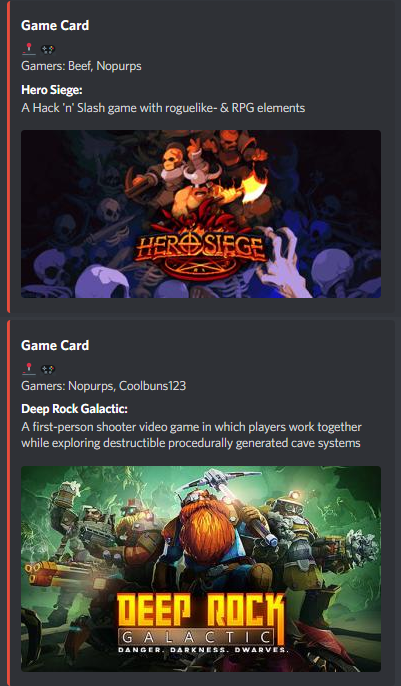 Game Card
Gamers: Beef, Nopurps
Hero Siege:
A Hack 'n' Slash game with roguelike- & RPG elements
HERO SIEGE
Game Card
Gamers: Nopurps, Coolbuns123
Deep Rock Galactic:
A first-person shooter video game in which players work together
while exploring destructible procedurally generated cave systems
DEEP ROCK
GALACTIC
DANGER. DARKNESS. DWARVES.